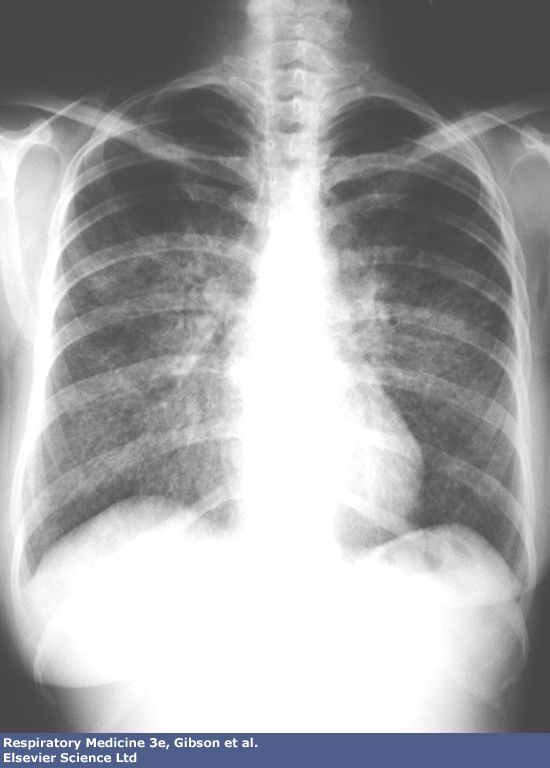 Respiratory Medicine 3e, Gibson et al.
Elsevier Science Ltd